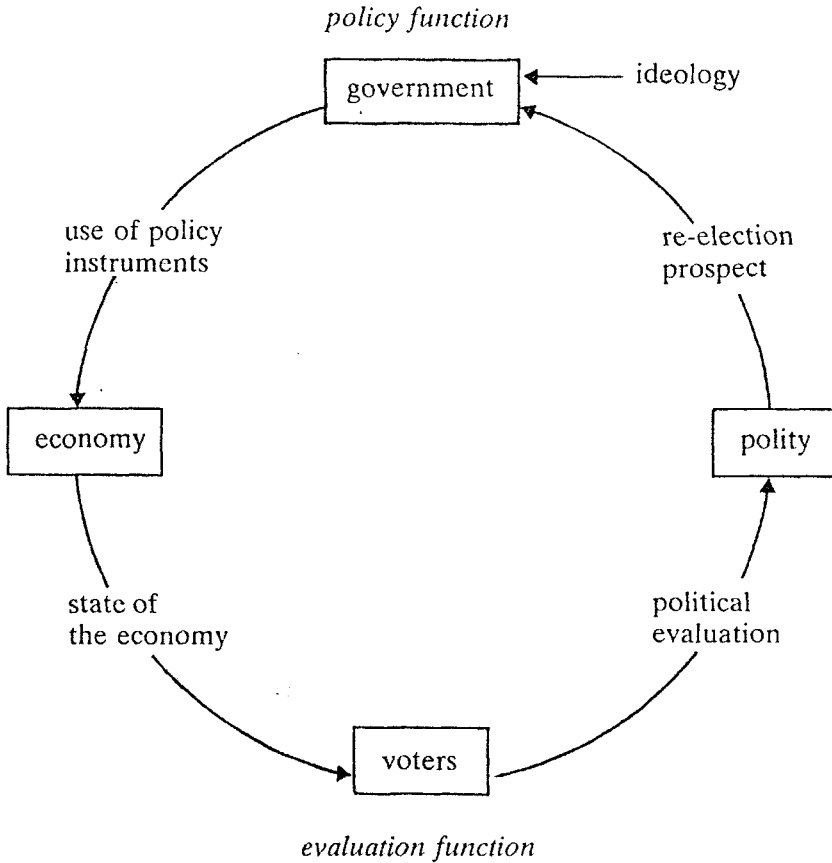 policy function
government
ideology
use of policy
instruments
re-election
prospect
economy
polity
state of
the economy
political
evaluation
voters
evaluation function